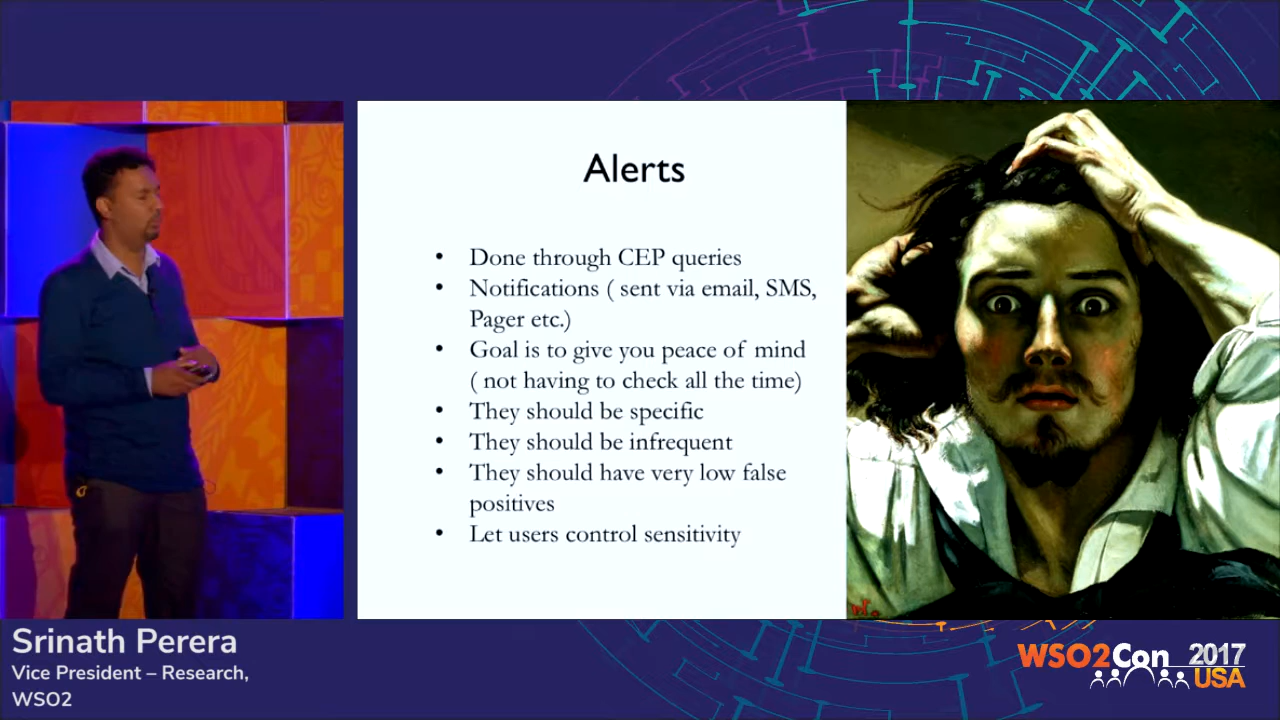 Alerts
• Done through CEP queries
• Notifications ( sent via email, SMS,
Pager etc.)
• Goal is to give you peace of mind
( not having to check all the time)
• They should be specific
• They should be infrequent
• They should have very low false
positives
• Let users control sensitivity
Srinath Perera
Vice President – Research,
WSO2
WSO2Con 2017
USA